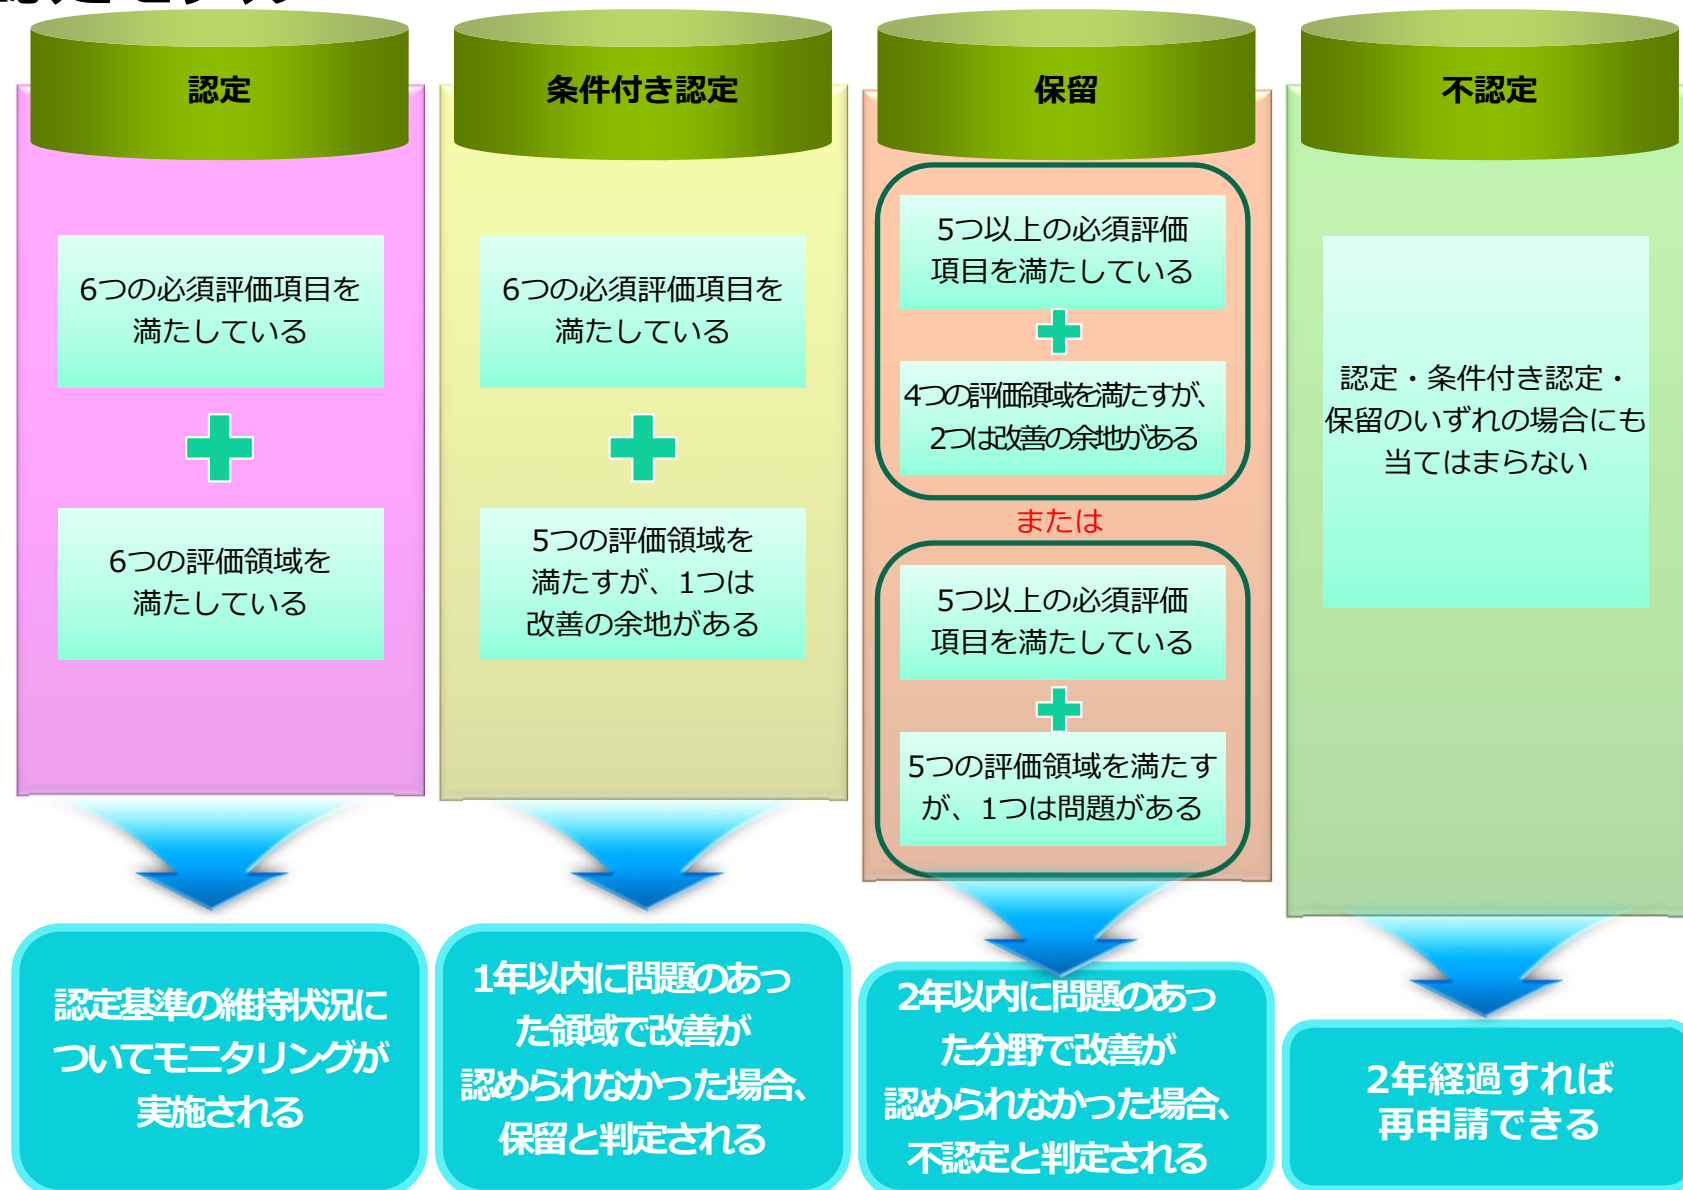 認定
6つの必須評価項目を
満たしている
6つの評価領域を
満たしている
認定基準の維持状況に
ついてモニタリングが
実施される
条件付き認定
6つの必須評価項目を
満たしている
5つの評価領域を
満たすが、1つは
改善の余地がある
1年以内に問題のあっ
た領域で改善が
認められなかった場合、
保留と判定される
保留
5つ以上の必須評価
項目を満たしている
4つの評価領域を満たすが、
2つは改善の余地がある
または
5つ以上の必須評価
項目を満たしている
5つの評価領域を満たす
が、1つは問題がある
2年以内に問題のあっ
た分野で改善が
認められなかった場合、
不認定と判定される
不認定
認定・条件付き認定・
保留のいずれの場合にも
当てはまらない
2年経過すれば
再申請できる